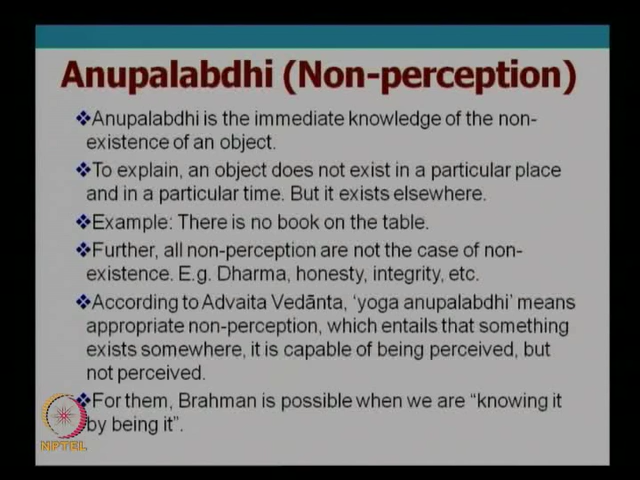 Anupalabdhi (Non-perception)
❖Anupalabdhi is the immediate knowledge of the non-
existence of an object.
❖To explain, an object does not exist in a particular place
and in a particular time. But it exists elsewhere.
❖Example: There is no book on the table.
❖Further, all non-perception are not the case of non-
existence. E.g. Dharma, honesty, integrity, etc.
❖According to Advaita Vedānta, ‘yoga anupalabdhi’ means
appropriate non-perception, which entails that something
exists somewhere, it is capable of being perceived, but
not perceived.
❖For them, Brahman is possible when we are “knowing it
by being it”.
NPTEL